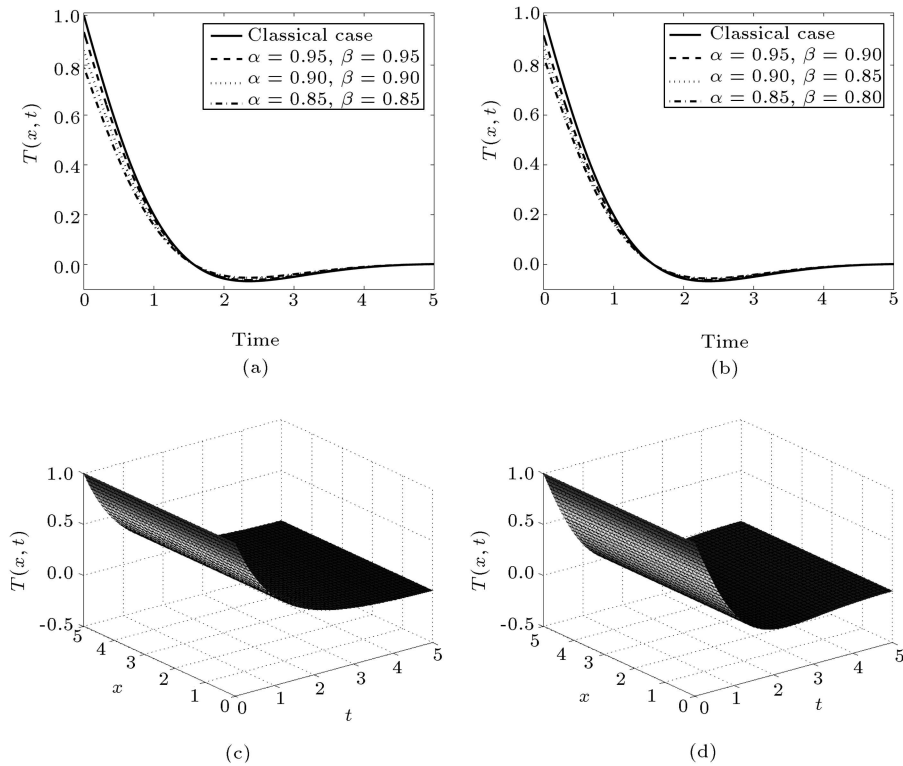 1.0
0.8
0.6
0.4
0.2
0.0
T(x, t)
Classical case
α = 0.95, β = 0.95
α = 0.90, β = 0.90
α = 0.85, β = 0.85
0 1 2 3 4 5
Time
(a)
1.0
0.8
0.6
0.4
0.2
0.0
T(x, t)
Classical case
α = 0.95, β = 0.90
α = 0.90, β = 0.85
α = 0.85, β = 0.80
0 1 2 3 4 5
Time
(b)
1.0
0.5
0.0
-0.5
T(x, t)
5 4 3 2 1 0
x
0 1 2 3 4 5
t
(c)
1.0
0.5
0.0
-0.5
T(x, t)
5 4 3 2 1 0
x
0 1 2 3 4 5
t
(d)